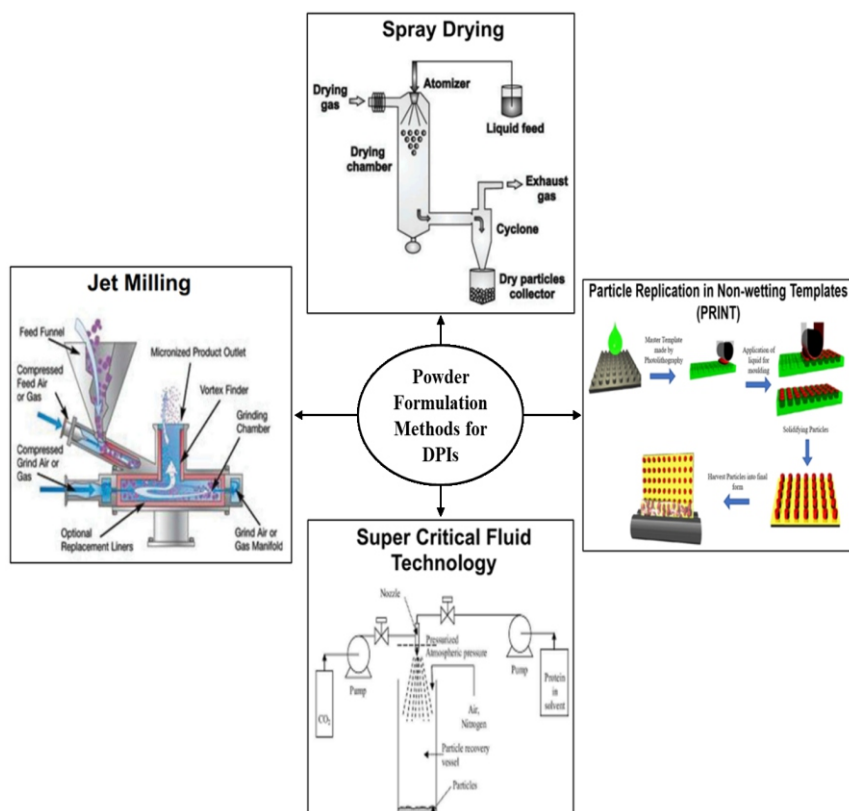 Spray Drying
Drying
gas
Atomizer
Liquid feed
Drying
chamber
Exhaust
gas
Cyclone
Dry particles
collector
Jet Milling
Feed Funnel
Micronized Product Outlet
Compressed
Feed Air
or Gas
Vortex Finder
Grinding
Chamber
Compressed
Grind Air or
Gas
Optional
Replacement Liners
Grind Air or
Gas Manifold
Powder
Formulation
Methods for
DPIs
Particle Replication in Non-wetting Templates
(PRINT)
Master Template
made by
Photolithography
Application of
liquid for
moulding
Solidifying
Particles
Harvest Particles into final
form
Super Critical Fluid
Technology
Nozzle
Pressurized
Atmospheric pressure
Pump
Pump
CO2
Protein
in
solvent
Air,
Nitrogen
Particle recovery
vessel
Particles